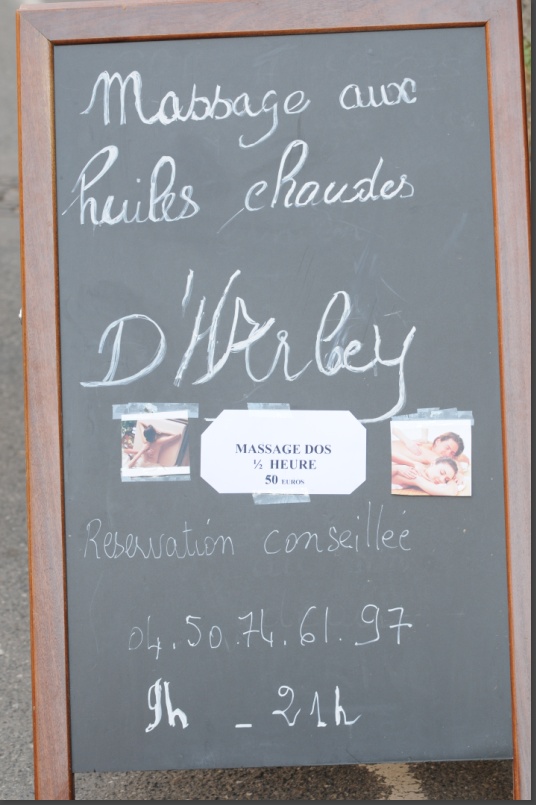 Massage aux
huiles chaudes
D'HErbey
MASSAGE DOS
½ HEURE
50 EUROS
Reservation conseillée
04.50.74.61.97
9h - 21h